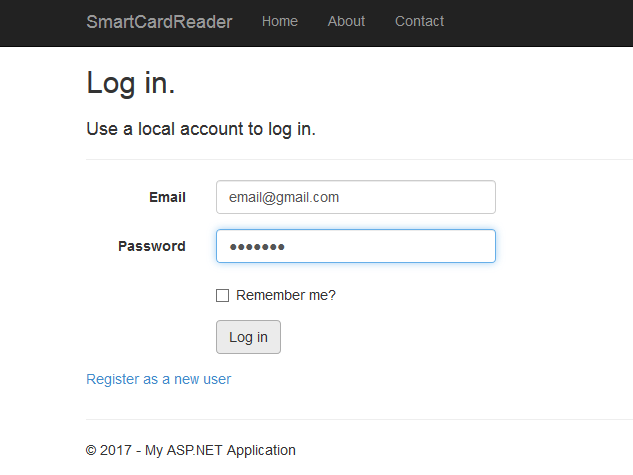 SmartCardReader Home About Contact
Log in.
Use a local account to log in.
Email email@gmail.com
Password •••••••
Remember me?
Log in
Register as a new user
© 2017 - My ASP.NET Application